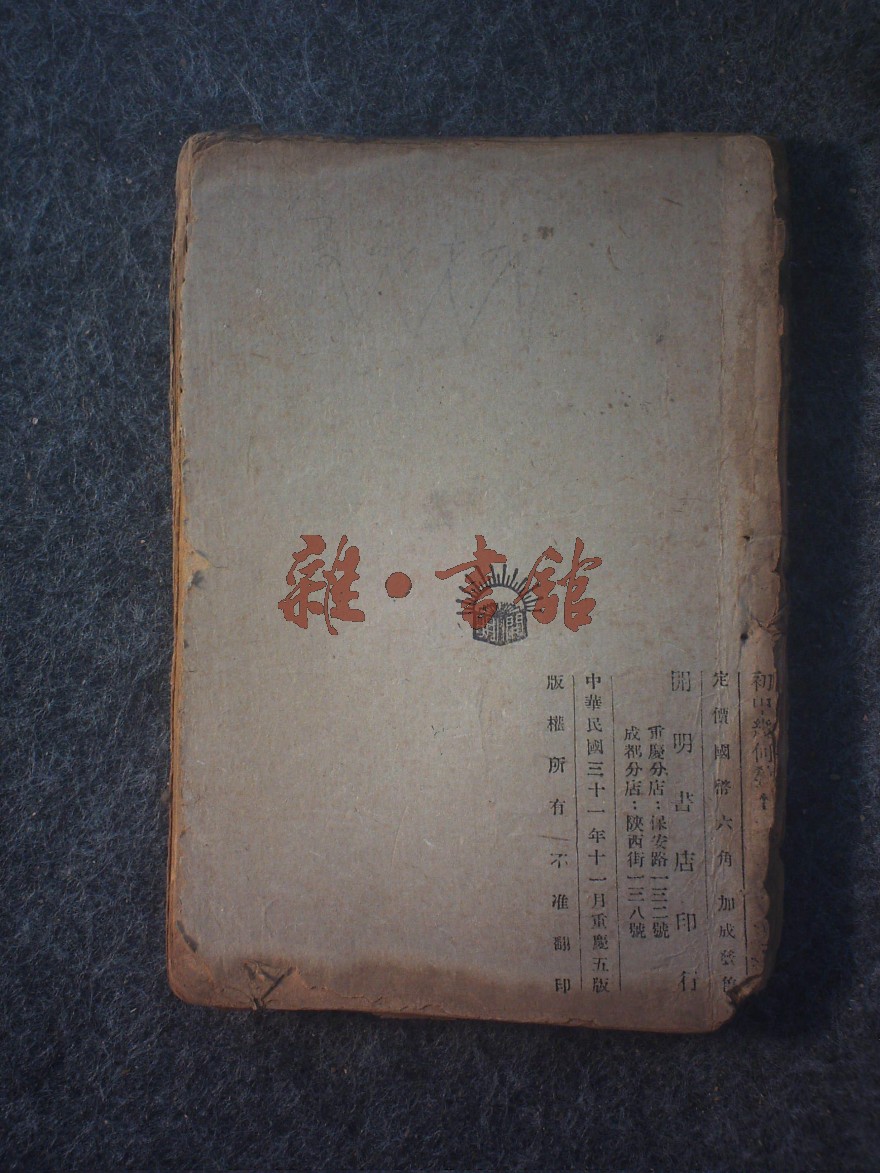 雜·書館
開明
初中幾何教
定價國幣六角 加成發售
開明書店印行
重慶分店：保安路一三二號
成都分店：陝西街一三八號
中華民國三十一年十一月重慶五版
版權所有 不准翻印